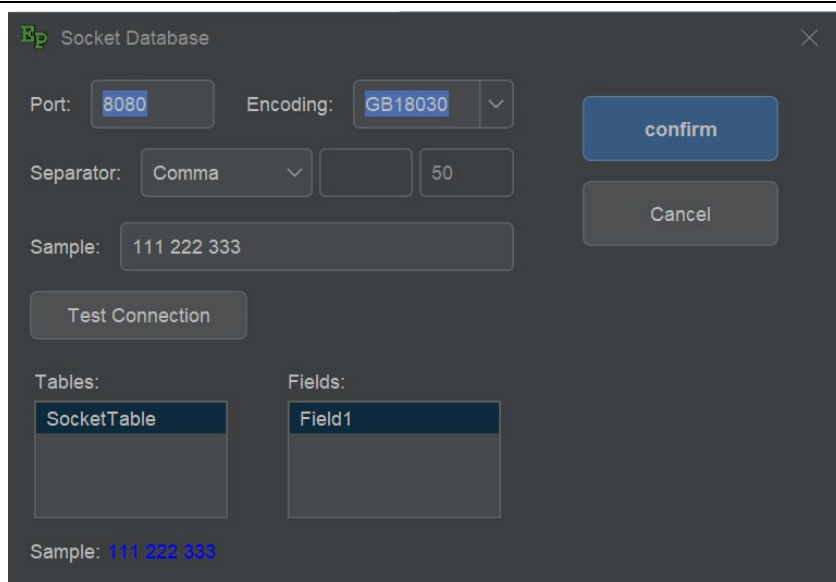 Ep Socket Database
Port: 8080 Encoding: GB18030
confirm
Separator: Comma 50
Cancel
Sample: 111 222 333
Test Connection
Tables: Fields:
SocketTable Field1
Sample: 111 222 333